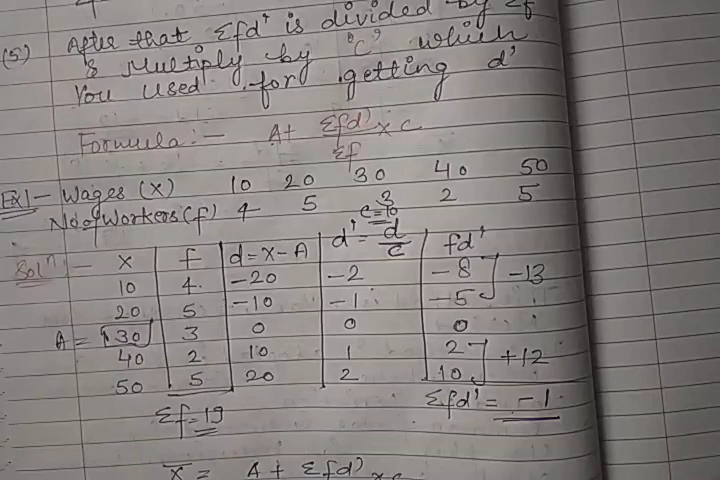 (5) After that Σfd' is divided by Σf
& Multiply by "c" which
You used for getting d'
Formula :- A+ Σfd'/Σf × c
Ex) - Wages (X) 10 20 30 40 50
No of Workers (f) 4 5 3 2 5
c=10
Solⁿ :- X f d=X-A d'=d/c fd'
10 4 -20 -2 -8 -13
20 5 -10 -1 -5
A = 30 3 0 0 0
40 2 10 1 2 +12
50 5 20 2 10
Σf=19 Σfd' = -1
X̄ = A + Σfd' × c